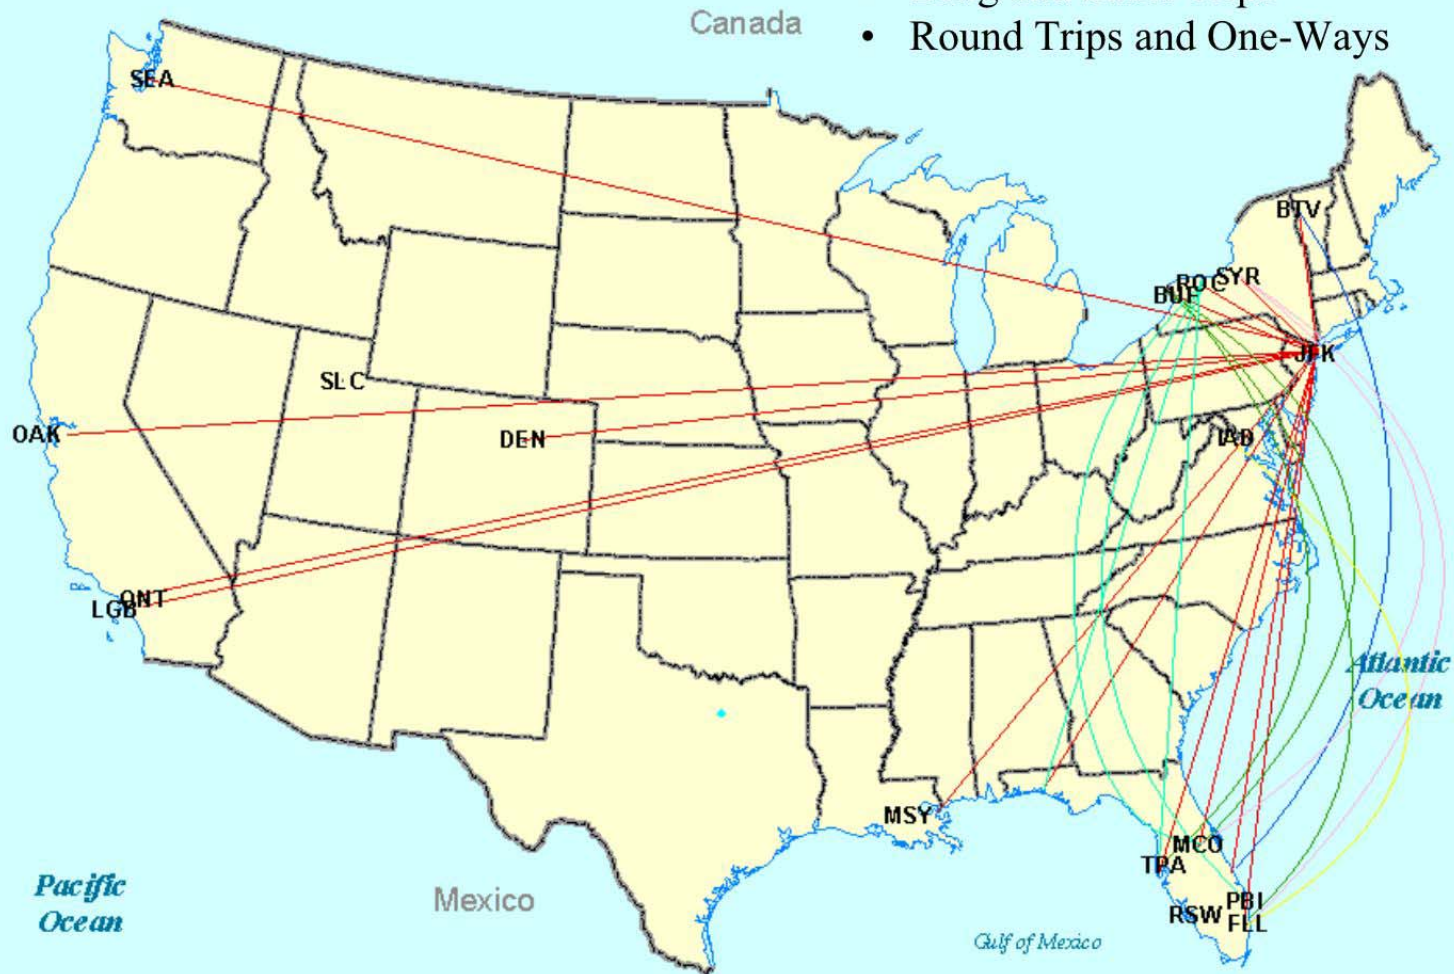 Canada
• Round Trips and One-Ways
SEA
BTV
ROC
SYR
BUF
JFK
SLC
OAK
DEN
IAD
ONT
LGB
Atlantic
Ocean
MSY
MCO
TPA
Pacific
Ocean
Mexico
PBI
RSW
FLL
Gulf of Mexico